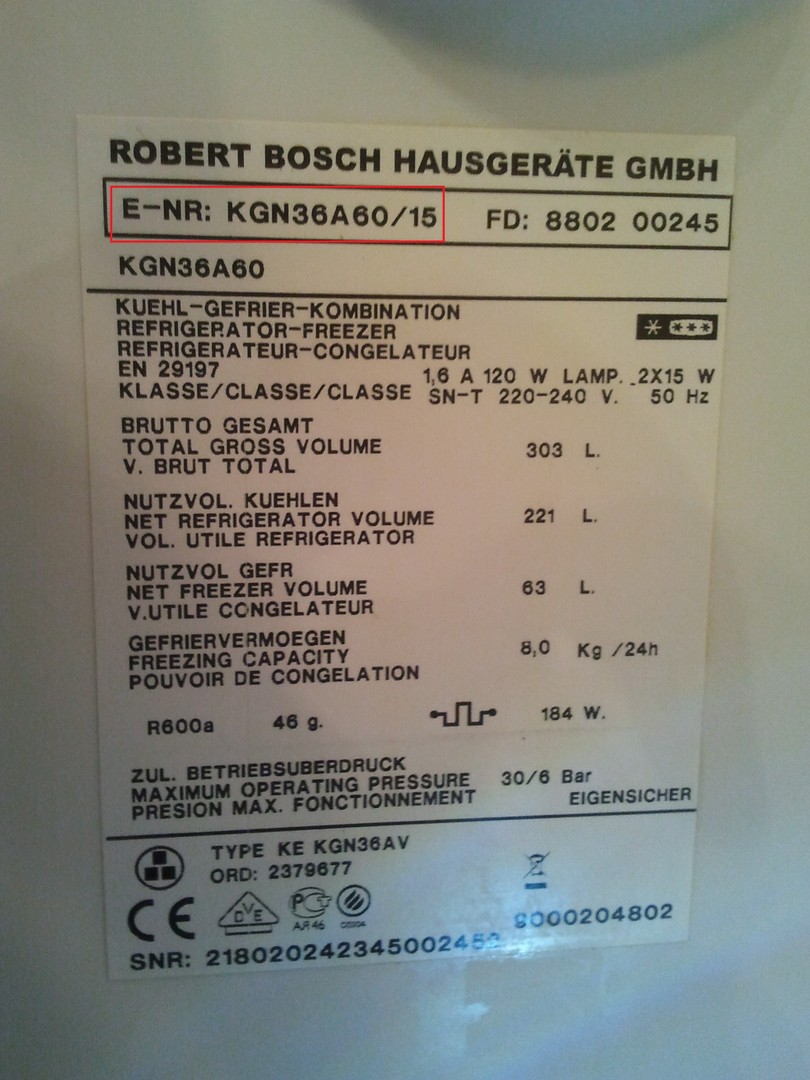 ROBERT BOSCH HAUSGERÄTE GMBH
E-NR: KGN36A60/15 FD: 8802 00245
KGN36A60
KUEHL-GEFRIER-KOMBINATION
REFRIGERATOR-FREEZER
REFRIGERATEUR-CONGELATEUR
EN 29197 1,6 A 120 W LAMP. 2X15 W
KLASSE/CLASSE/CLASSE SN-T 220-240 V. 50 Hz
BRUTTO GESAMT
TOTAL GROSS VOLUME 303 L.
V. BRUT TOTAL
NUTZVOL. KUEHLEN
NET REFRIGERATOR VOLUME 221 L.
VOL. UTILE REFRIGERATOR
NUTZVOL GEFR
NET FREEZER VOLUME 63 L.
V.UTILE CONGELATEUR
GEFRIERVERMOEGEN
FREEZING CAPACITY 8,0 Kg /24h
POUVOIR DE CONGELATION
R600a 46 g. 184 W.
ZUL. BETRIEBSUBERDRUCK
MAXIMUM OPERATING PRESSURE 30/6 Bar
PRESION MAX. FONCTIONNEMENT EIGENSICHER
TYPE KE KGN36AV
ORD: 2379677
CE DVE PC
АЯ46
9000204802
SNR: